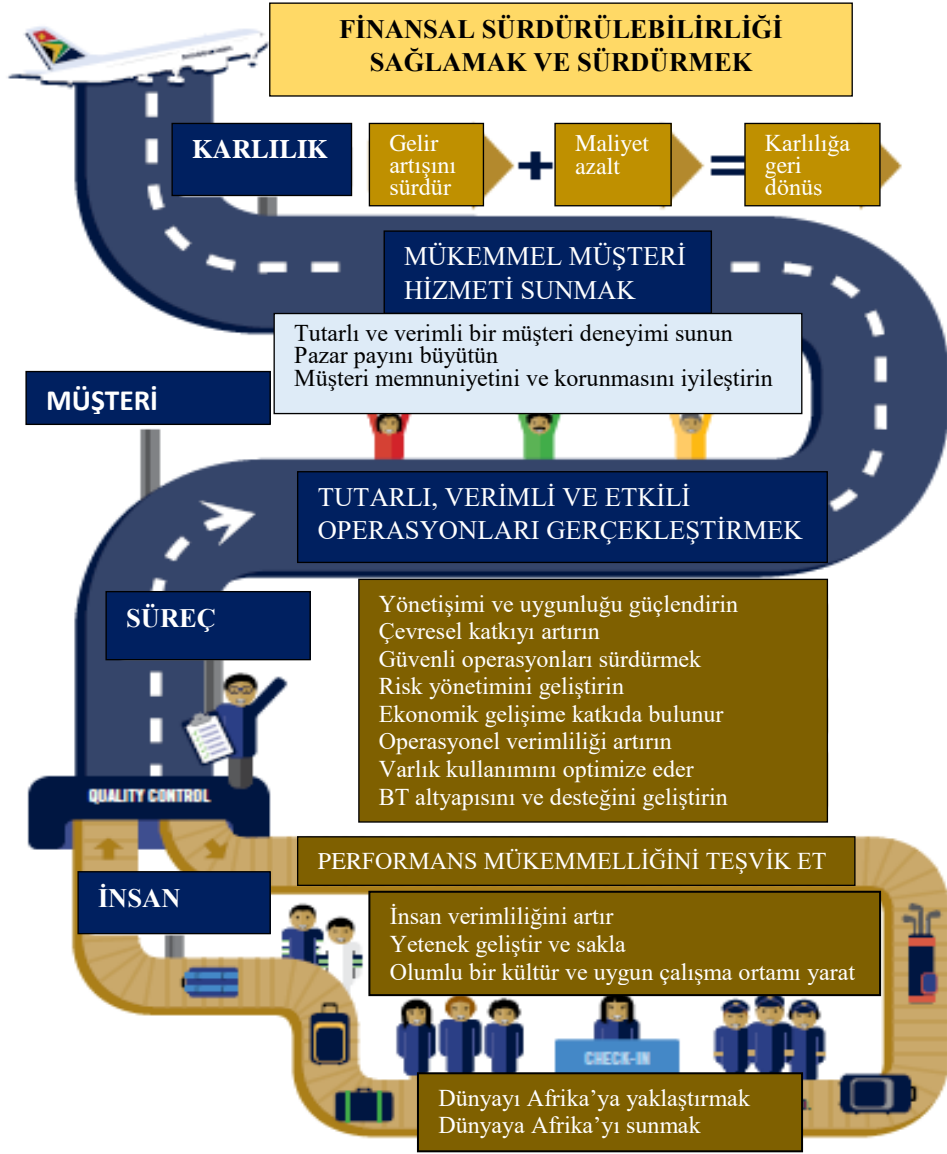 FİNANSAL SÜRDÜRÜLEBİLİRLİĞİ
SAĞLAMAK VE SÜRDÜRMEK
KARLILIK
Gelir
artışını
sürdür
+
Maliyet
azalt
=
Karlılığa
geri
dönüs
MÜKEMMEL MÜŞTERİ
HİZMETİ SUNMAK
Tutarlı ve verimli bir müşteri deneyimi sunun
Pazar payını büyütün
Müşteri memnuniyetini ve korunmasını iyileştirin
MÜŞTERİ
TUTARLI, VERİMLİ VE ETKİLİ
OPERASYONLARI GERÇEKLEŞTİRMEK
SÜREÇ
Yönetişimi ve uygunluğu güçlendirin
Çevresel katkıyı artırın
Güvenli operasyonları sürdürmek
Risk yönetimini geliştirin
Ekonomik gelişime katkıda bulunur
Operasyonel verimliliği artırın
Varlık kullanımını optimize eder
BT altyapısını ve desteğini geliştirin
QUALITY CONTROL
PERFORMANS MÜKEMMELLİĞİNİ TEŞVİK ET
İNSAN
İnsan verimliliğini artır
Yetenek geliştir ve sakla
Olumlu bir kültür ve uygun çalışma ortamı yarat
CHECK-IN
Dünyayı Afrika’ya yaklaştırmak
Dünyaya Afrika’yı sunmak